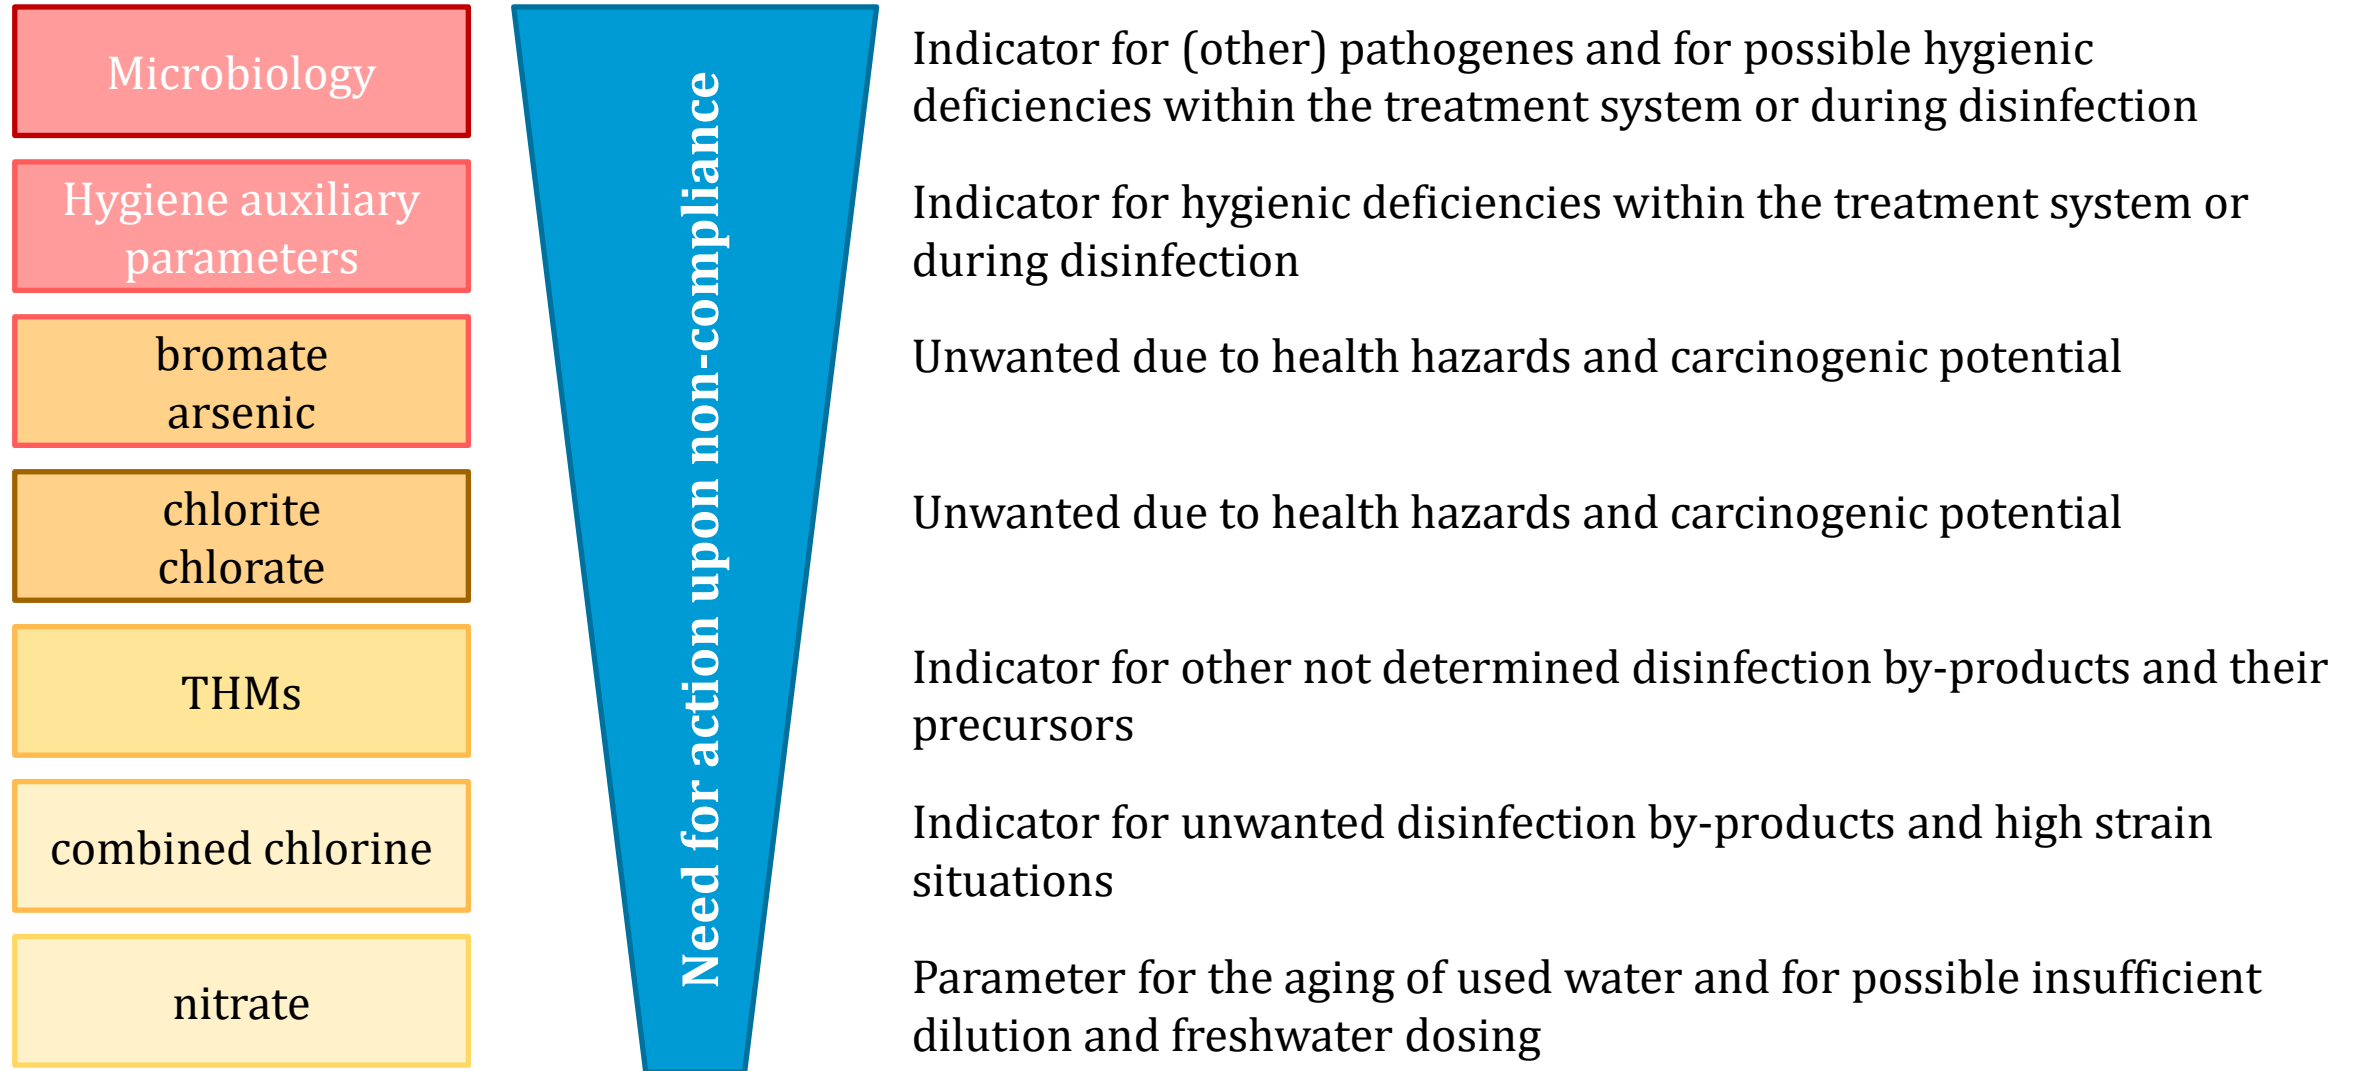 Microbiology
Indicator for (other) pathogenes and for possible hygienic
deficiencies within the treatment system or during disinfection
Hygiene auxiliary
parameters
Indicator for hygienic deficiencies within the treatment system or
during disinfection
bromate
arsenic
Unwanted due to health hazards and carcinogenic potential
chlorite
chlorate
Unwanted due to health hazards and carcinogenic potential
THMs
Indicator for other not determined disinfection by-products and their
precursors
combined chlorine
Indicator for unwanted disinfection by-products and high strain
situations
nitrate
Parameter for the aging of used water and for possible insufficient
dilution and freshwater dosing
Need for action upon non-compliance